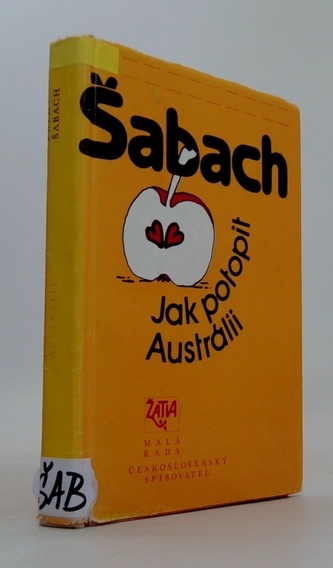 ŠABACH
Šabach
Jak potopit
Austrálii
ŽATVA
MALÁ
ŘADA
ČESKOSLOVENSKÝ
SPISOVATEL
ŠAB